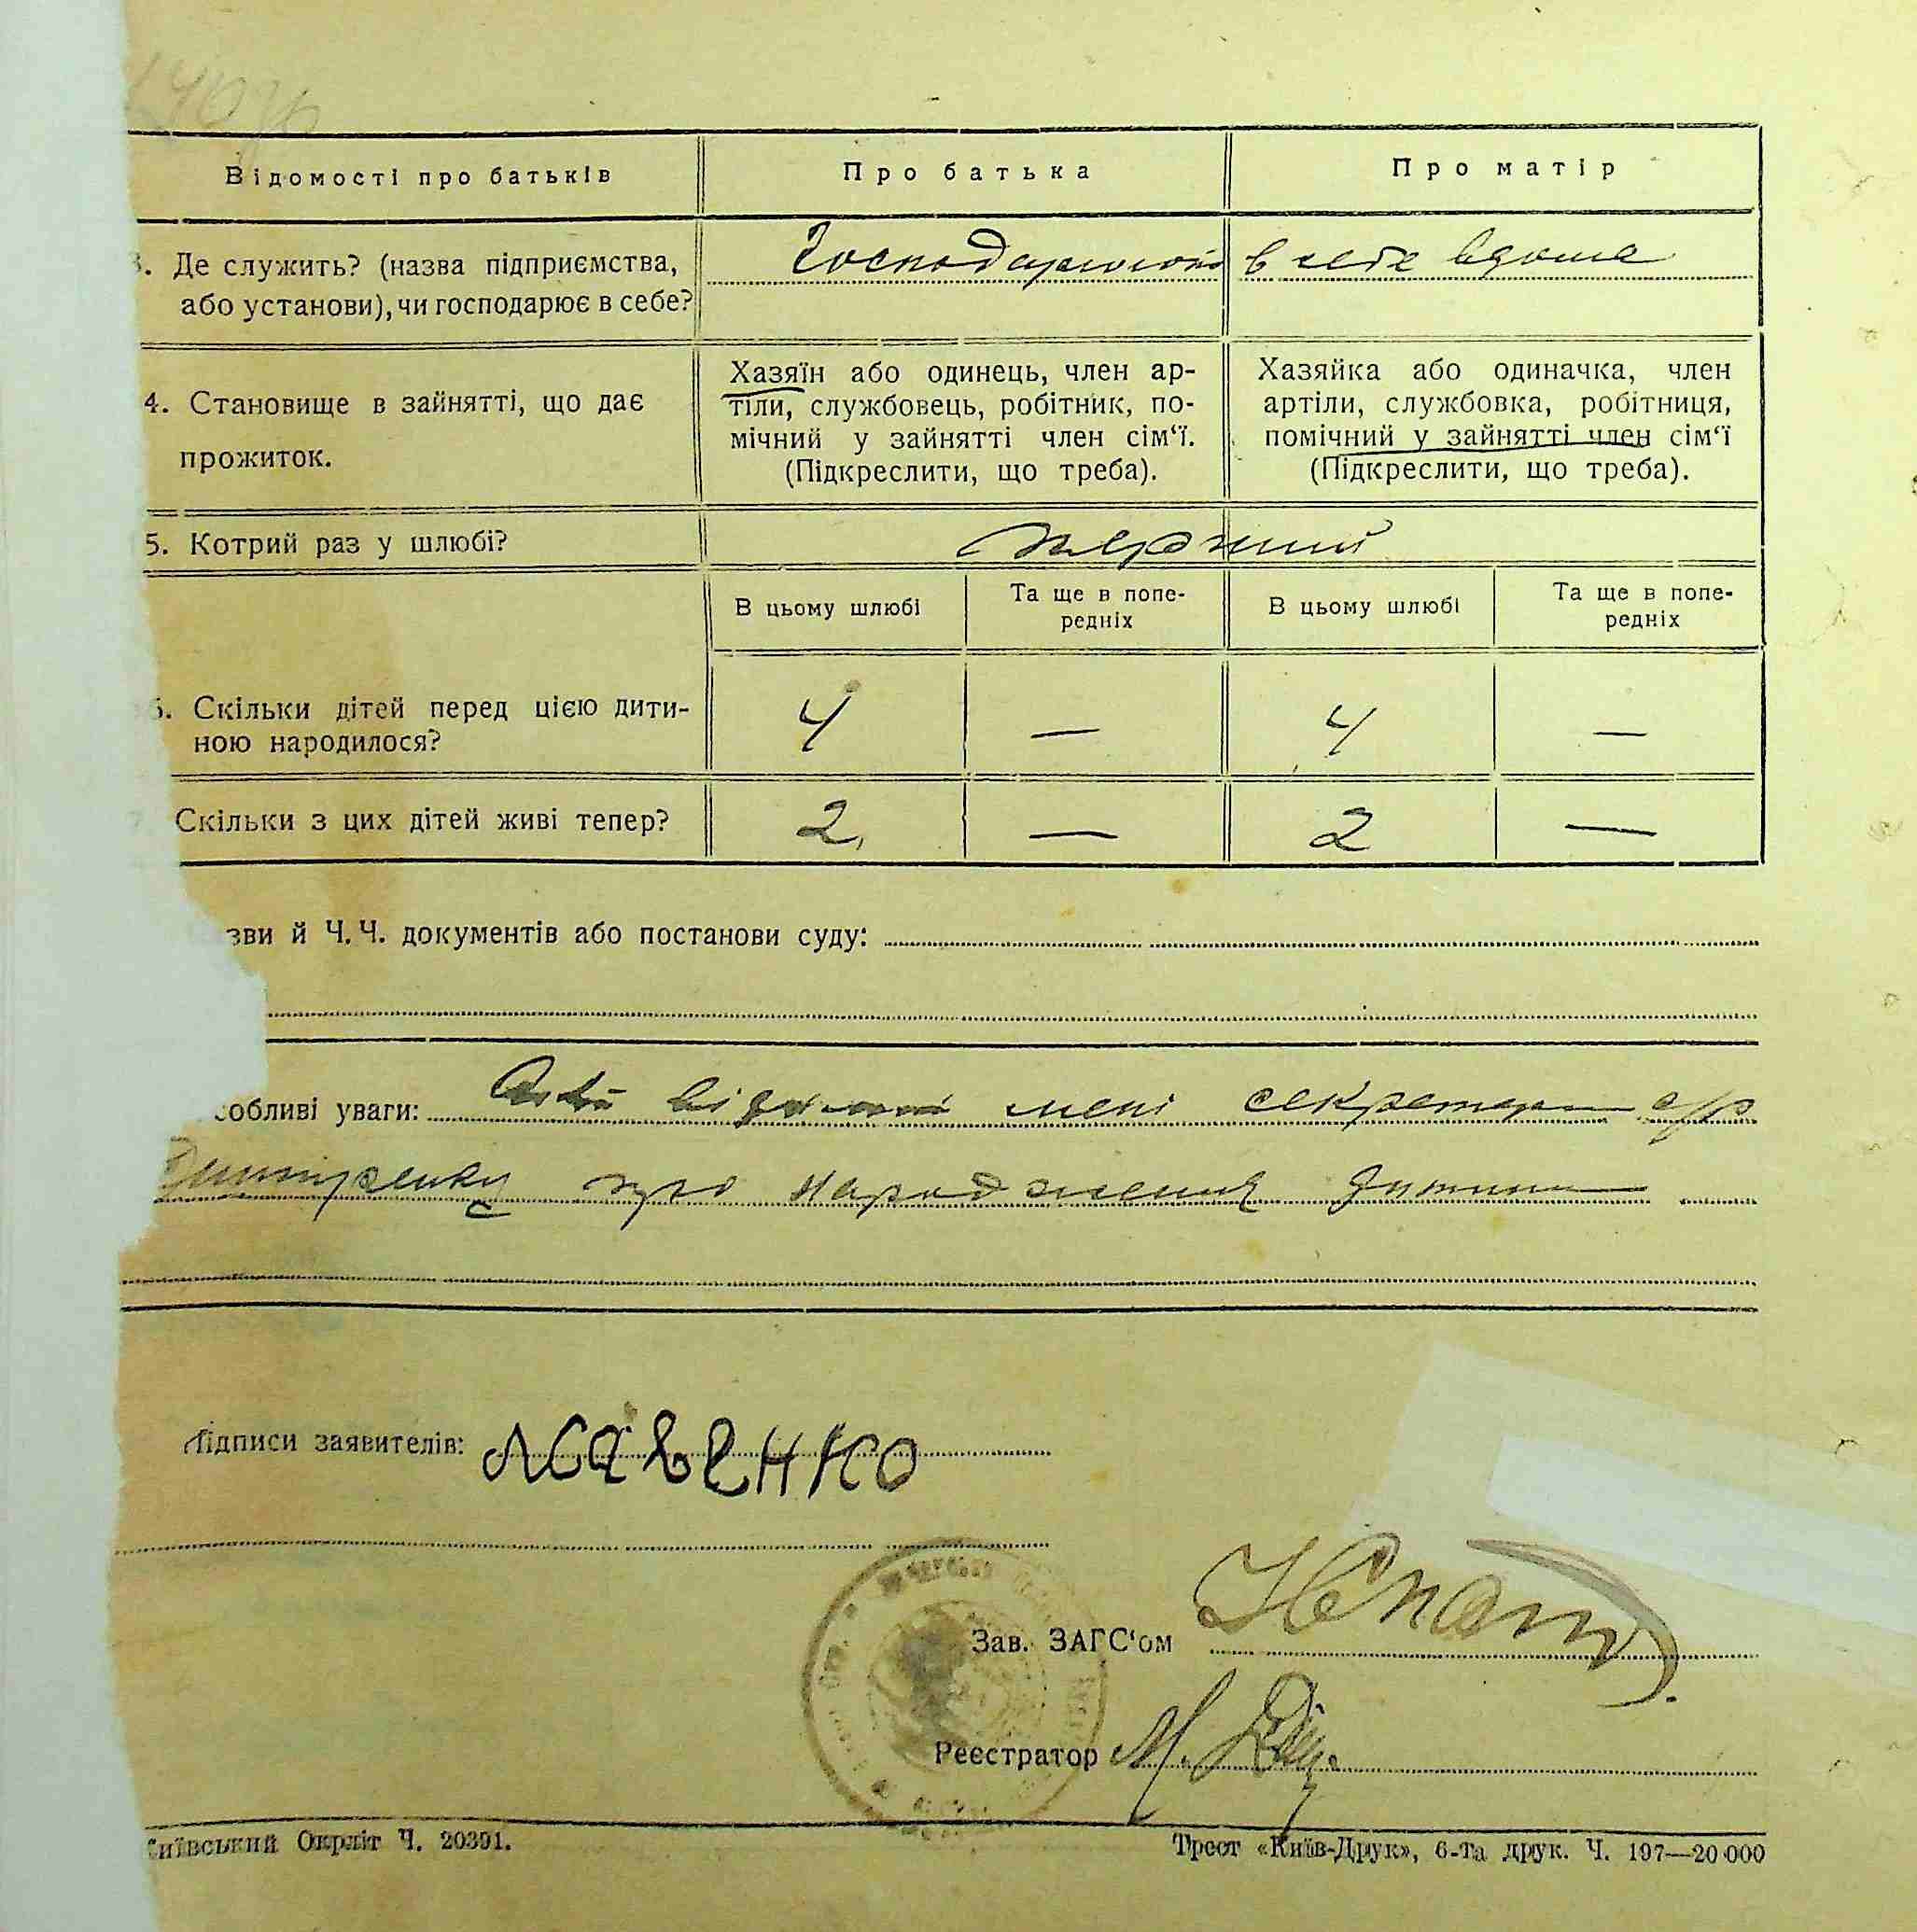 Відомості про батьків
Про батька
Про матір
3. Де служить? (назва підприємства,
або установи), чи господарює в себе?
в себе вдома
4. Становище в зайнятті, що дає
прожиток.
Хазяїн або одинець, член ар-
тіли, службовець, робітник, по-
мічний у зайнятті член сім‘ї.
(Підкреслити, що треба).
Хазяйка або одиначка, член
артіли, службовка, робітниця,
помічний у зайнятті член сім‘ї
(Підкреслити, що треба).
5. Котрий раз у шлюбі?
перший
В цьому шлюбі
Та ще в попе-
редніх
В цьому шлюбі
Та ще в попе-
редніх
6. Скільки дітей перед цією дити-
ною народилося?
4 — 4 —
Скільки з цих дітей живі тепер?
2 — 2 —
зви й Ч.Ч. документів або постанови суду:
собливі уваги: мені секретарю с/р
про народження дитини
Підписи заявителів:
Зав. ЗАГС‘ом
Реєстратор М.
Київський Окрліт Ч. 20391.
Трест «Київ-Друк», 6-та друк. Ч. 197—20 000